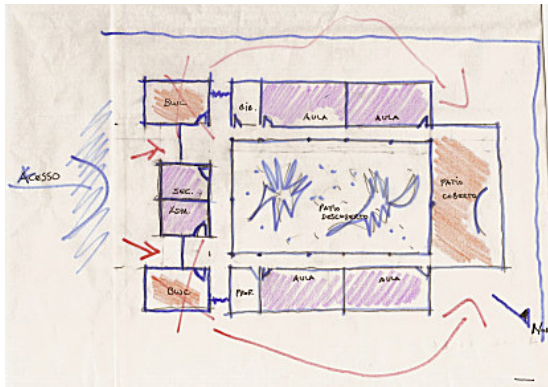 BWC
BIB.
AULA
AULA
ACESSO
SEC.
ADM.
PATIO
DESCOBERTO
PATIO
COBERTO
BWC
PROF.
AULA
AULA